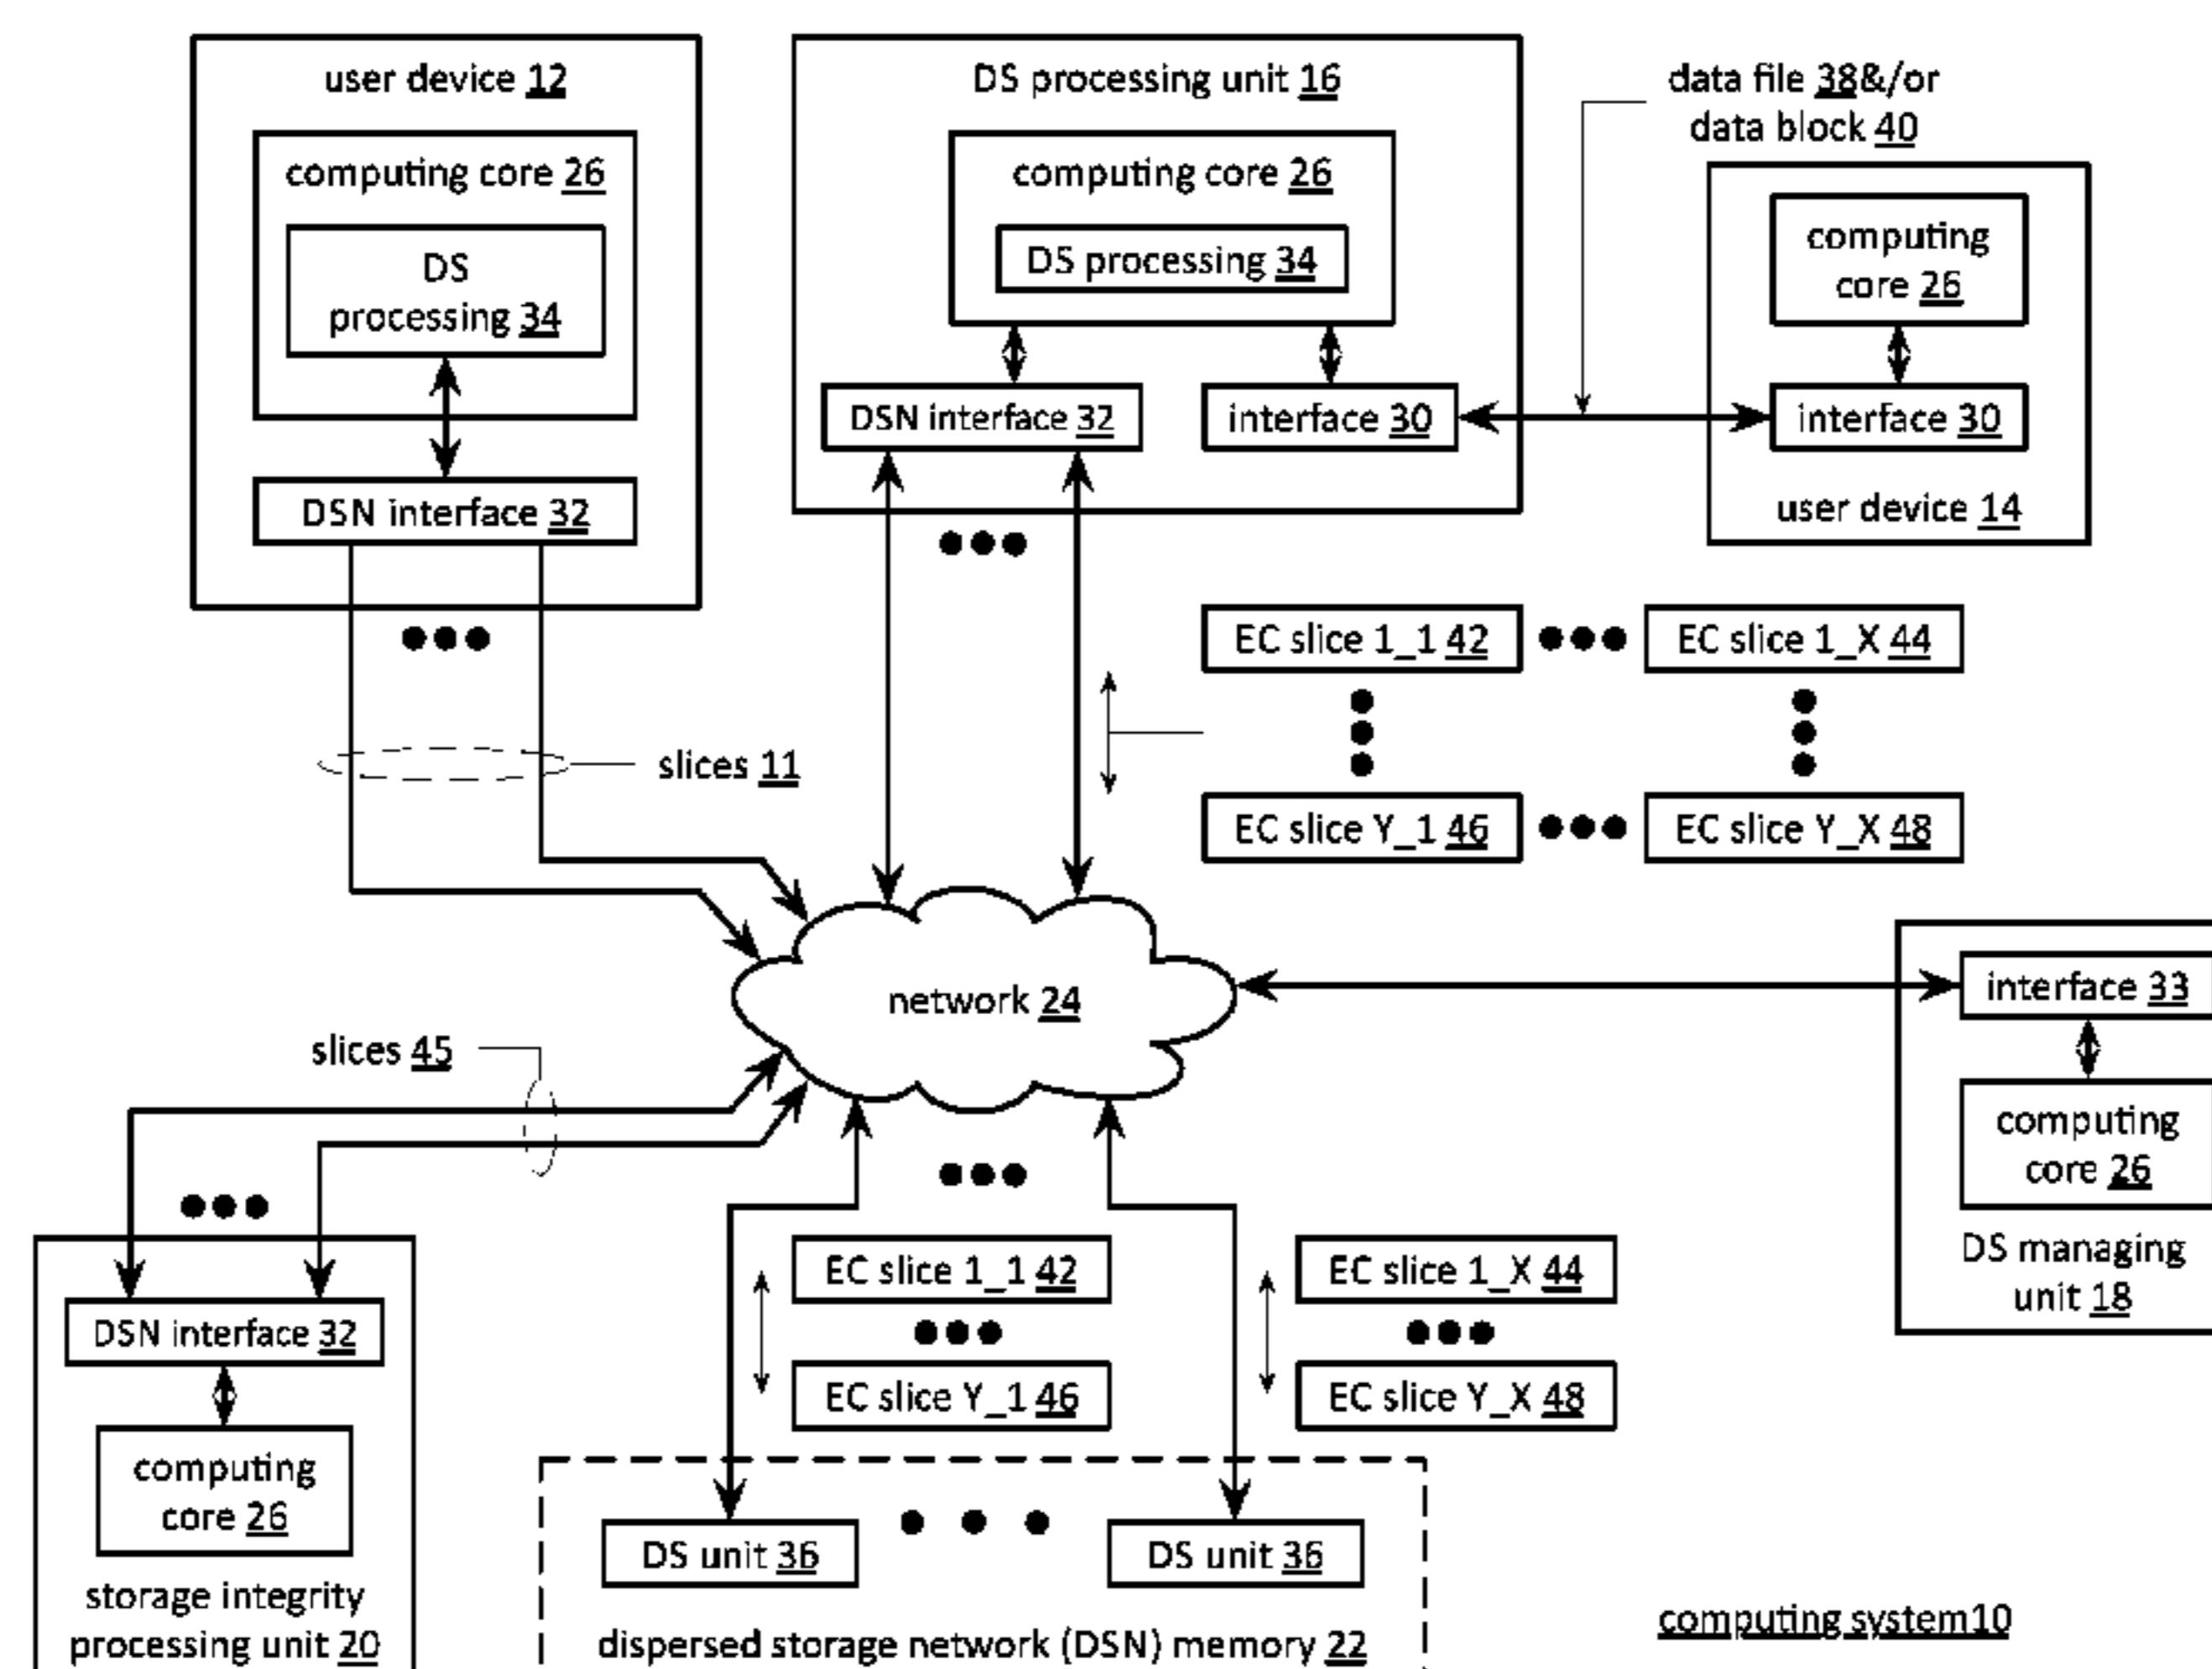 user device 12
computing core 26
DS
processing 34
DSN interface 32
DS processing unit 16
computing core 26
DS processing 34
DSN interface 32
interface 30
data file 38&/or
data block 40
computing
core 26
interface 30
user device 14
EC slice 1_1 42
EC slice 1_X 44
EC slice Y_1 46
EC slice Y_X 48
slices 11
network 24
interface 33
computing
core 26
DS managing
unit 18
slices 45
DSN interface 32
computing
core 26
storage integrity
processing unit 20
EC slice 1_1 42
EC slice Y_1 46
EC slice 1_X 44
EC slice Y_X 48
DS unit 36
DS unit 36
dispersed storage network (DSN) memory 22
computing system10